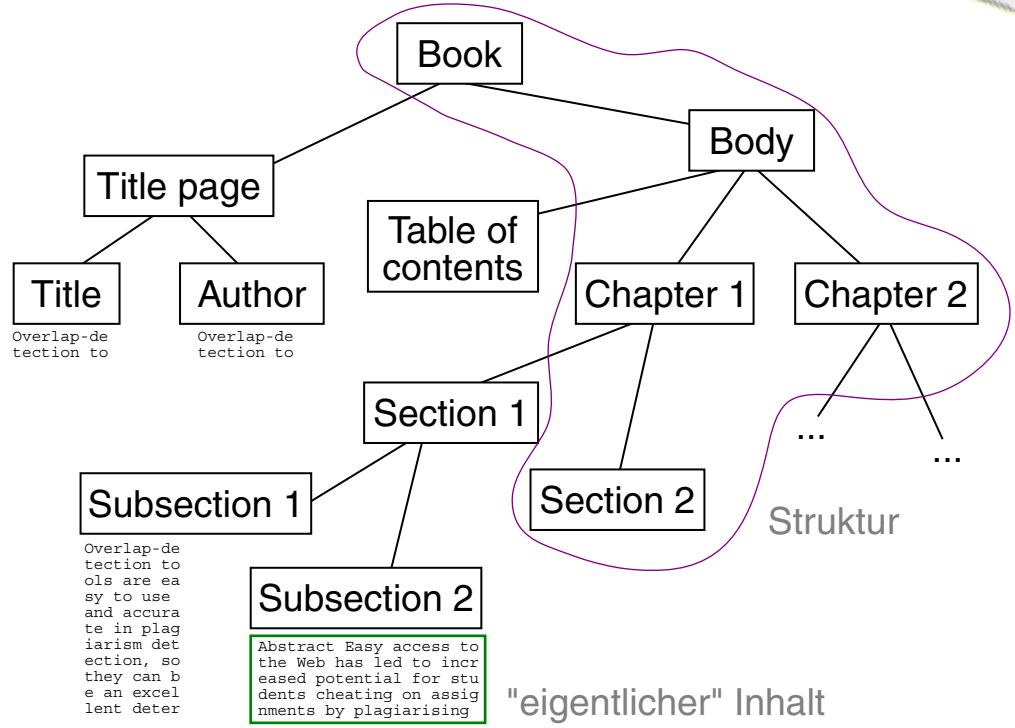 Book
Body
Title page
Table of
contents
Title
Author
Chapter 1
Chapter 2
Overlap-de
tection to
Overlap-de
tection to
Section 1
...
...
Subsection 1
Section 2
Struktur
Overlap-de
tection to
ols are ea
sy to use
and accura
te in plag
iarism det
ection, so
they can b
e an excel
lent deter
Subsection 2
Abstract Easy access to
the Web has led to incr
eased potential for stu
dents cheating on assig
nments by plagiarising
"eigentlicher" Inhalt